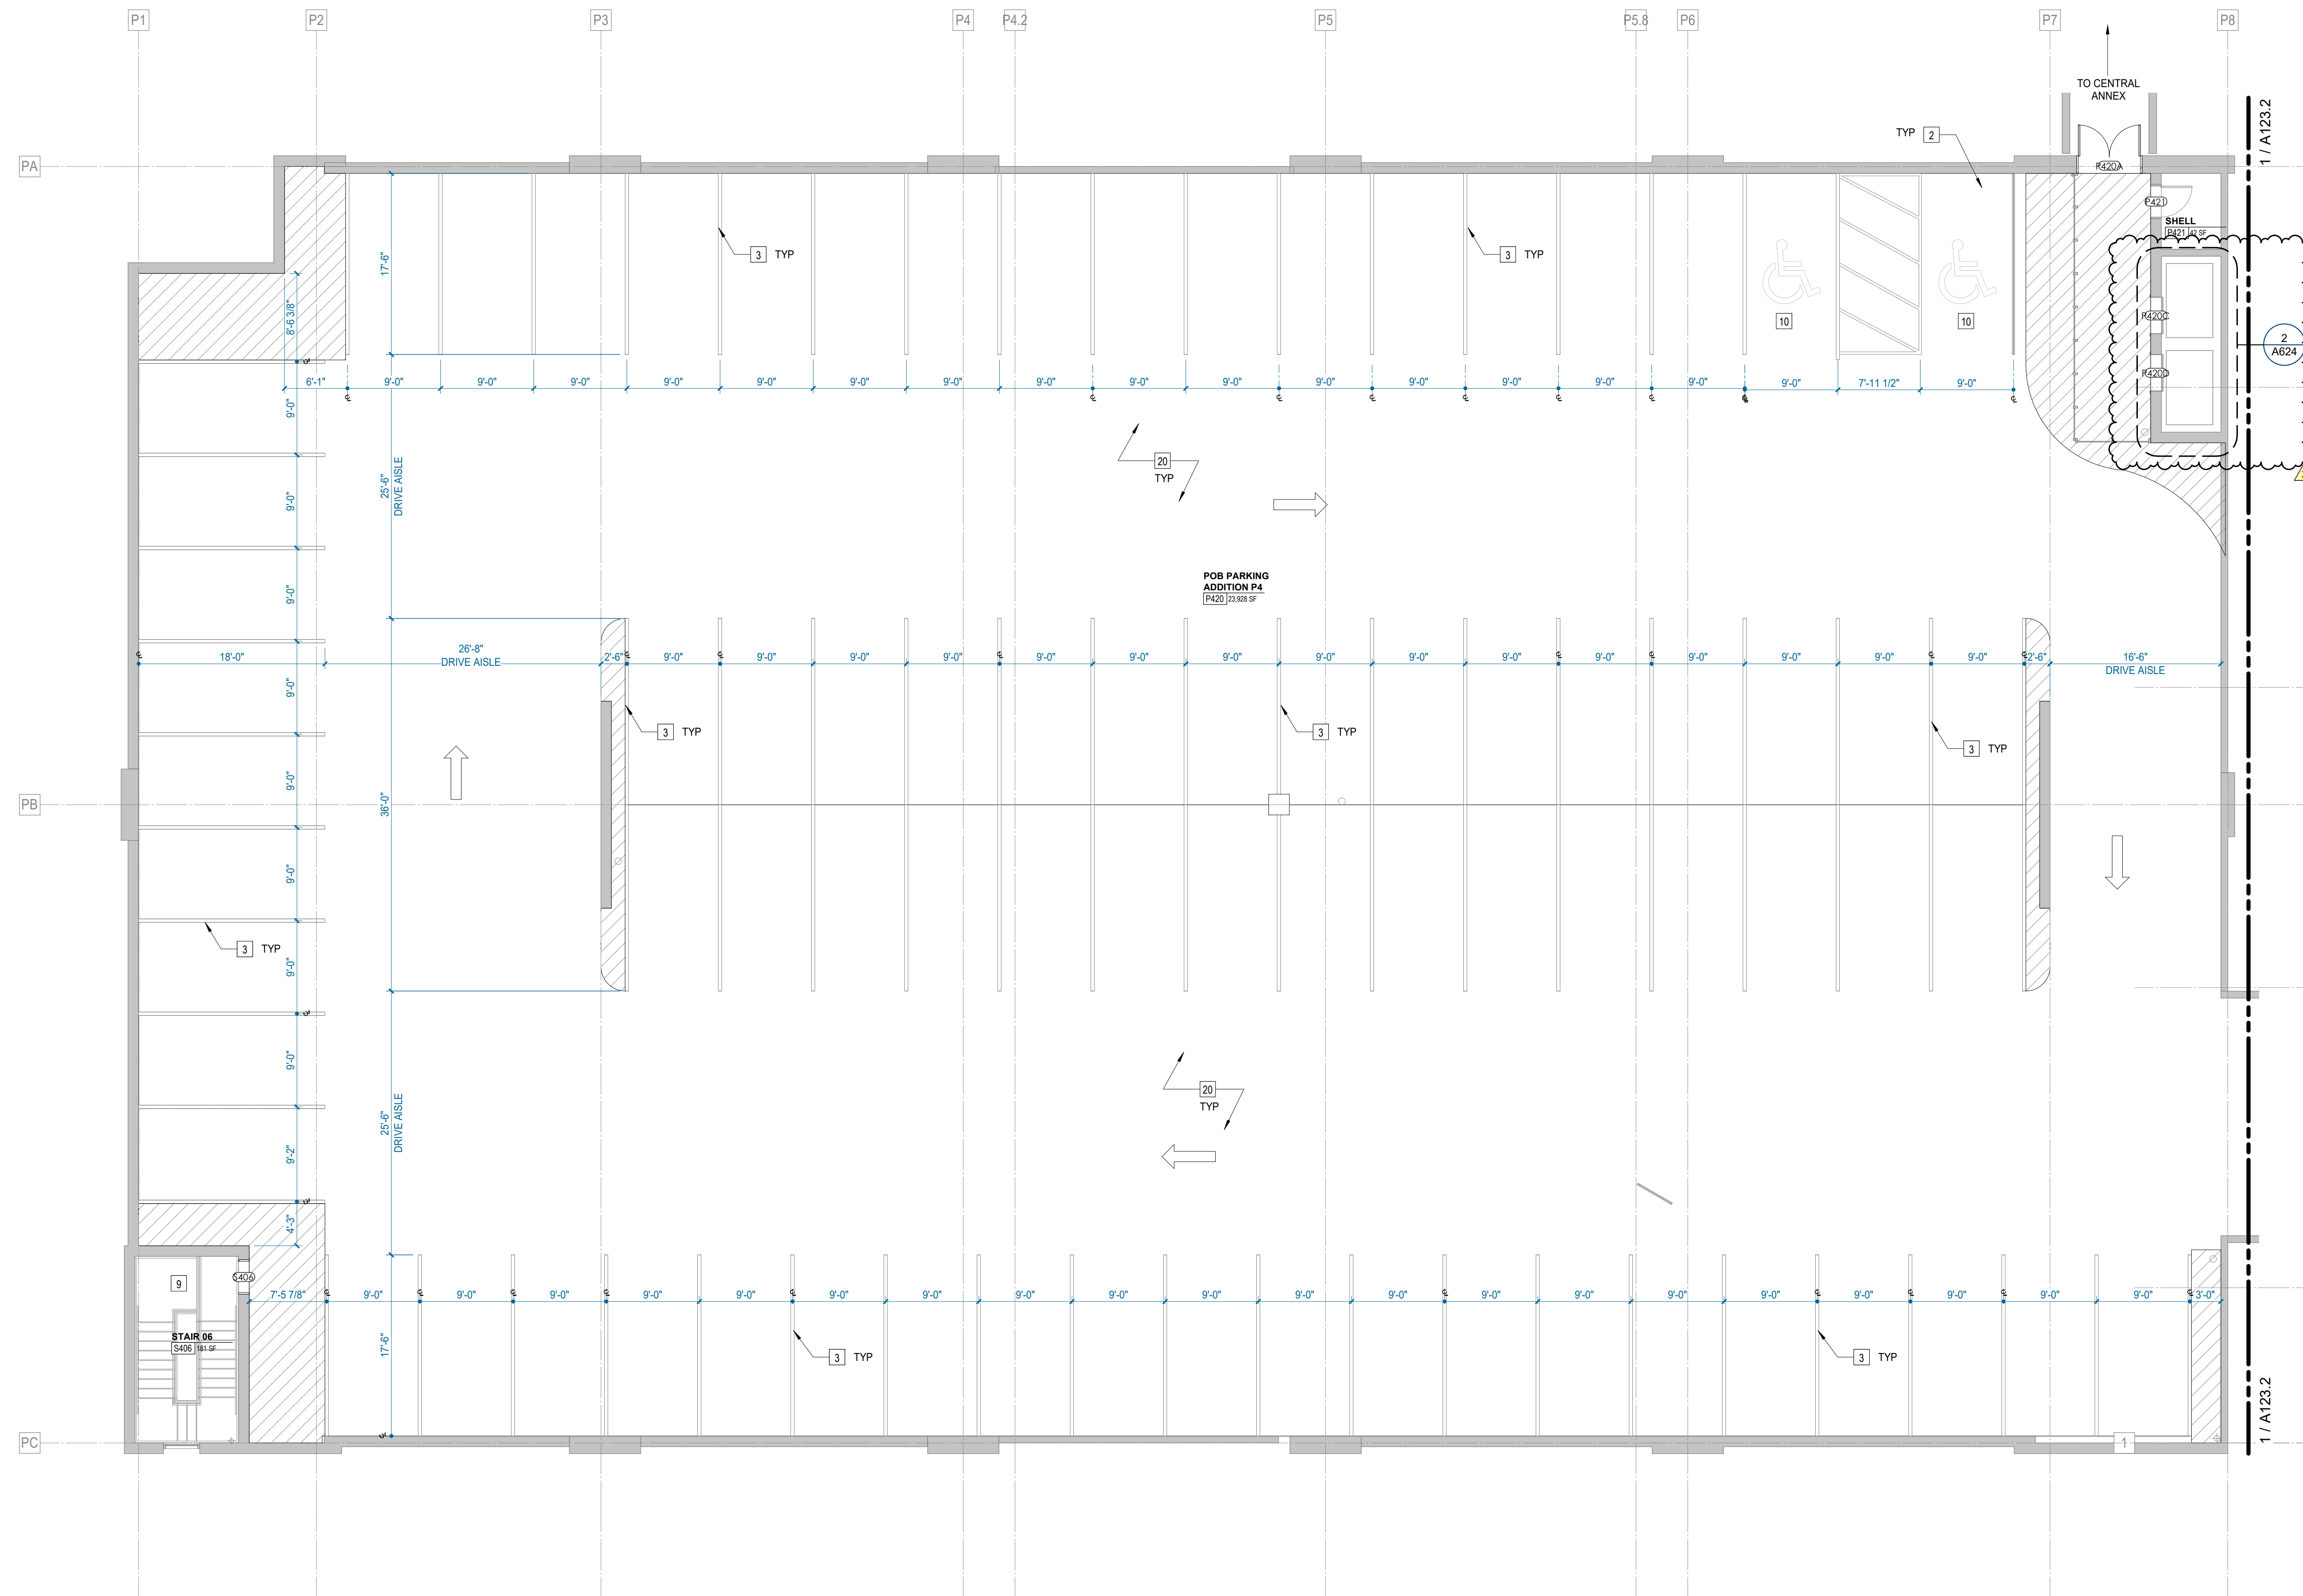 P1 P2 P3 P4 P4.2 P5 P5.8 P6 P7 P8
TO CENTRAL
ANNEX
1 / A123.2
TYP 2
PA
P420A
P421
SHELL
P421 42 SF
3 TYP
3 TYP
17'-6"
8'-6 3/8"
10
10
P420C
2
A624
P420D
6'-1" 9'-0" 9'-0" 9'-0" 9'-0" 9'-0" 9'-0" 9'-0" 9'-0" 9'-0" 9'-0" 9'-0" 9'-0" 9'-0" 9'-0" 9'-0" 9'-0" 7'-11 1/2" 9'-0"
9'-0"
20
TYP
25'-6"
DRIVE AISLE
9'-0"
9'-0"
POB PARKING
ADDITION P4
P420 23,928 SF
18'-0"
26'-8"
DRIVE AISLE
2'-6" 9'-0" 9'-0" 9'-0" 9'-0" 9'-0" 9'-0" 9'-0" 9'-0" 9'-0" 9'-0" 9'-0" 9'-0" 9'-0" 9'-0" 9'-0" 2'-6"
16'-6"
DRIVE AISLE
9'-0"
3 TYP
3 TYP
3 TYP
9'-0"
PB
36'-0"
9'-0"
3 TYP
9'-0"
9'-0"
20
TYP
25'-6"
DRIVE AISLE
9'-2"
4'-3"
9
S406
7'-5 7/8" 9'-0" 9'-0" 9'-0" 9'-0" 9'-0" 9'-0" 9'-0" 9'-0" 9'-0" 9'-0" 9'-0" 9'-0" 9'-0" 9'-0" 9'-0" 9'-0" 9'-0" 9'-0" 9'-0" 9'-0" 3'-0"
STAIR 06
S406 181 SF
17'-6"
3 TYP
3 TYP
1 / A123.2
PC
1